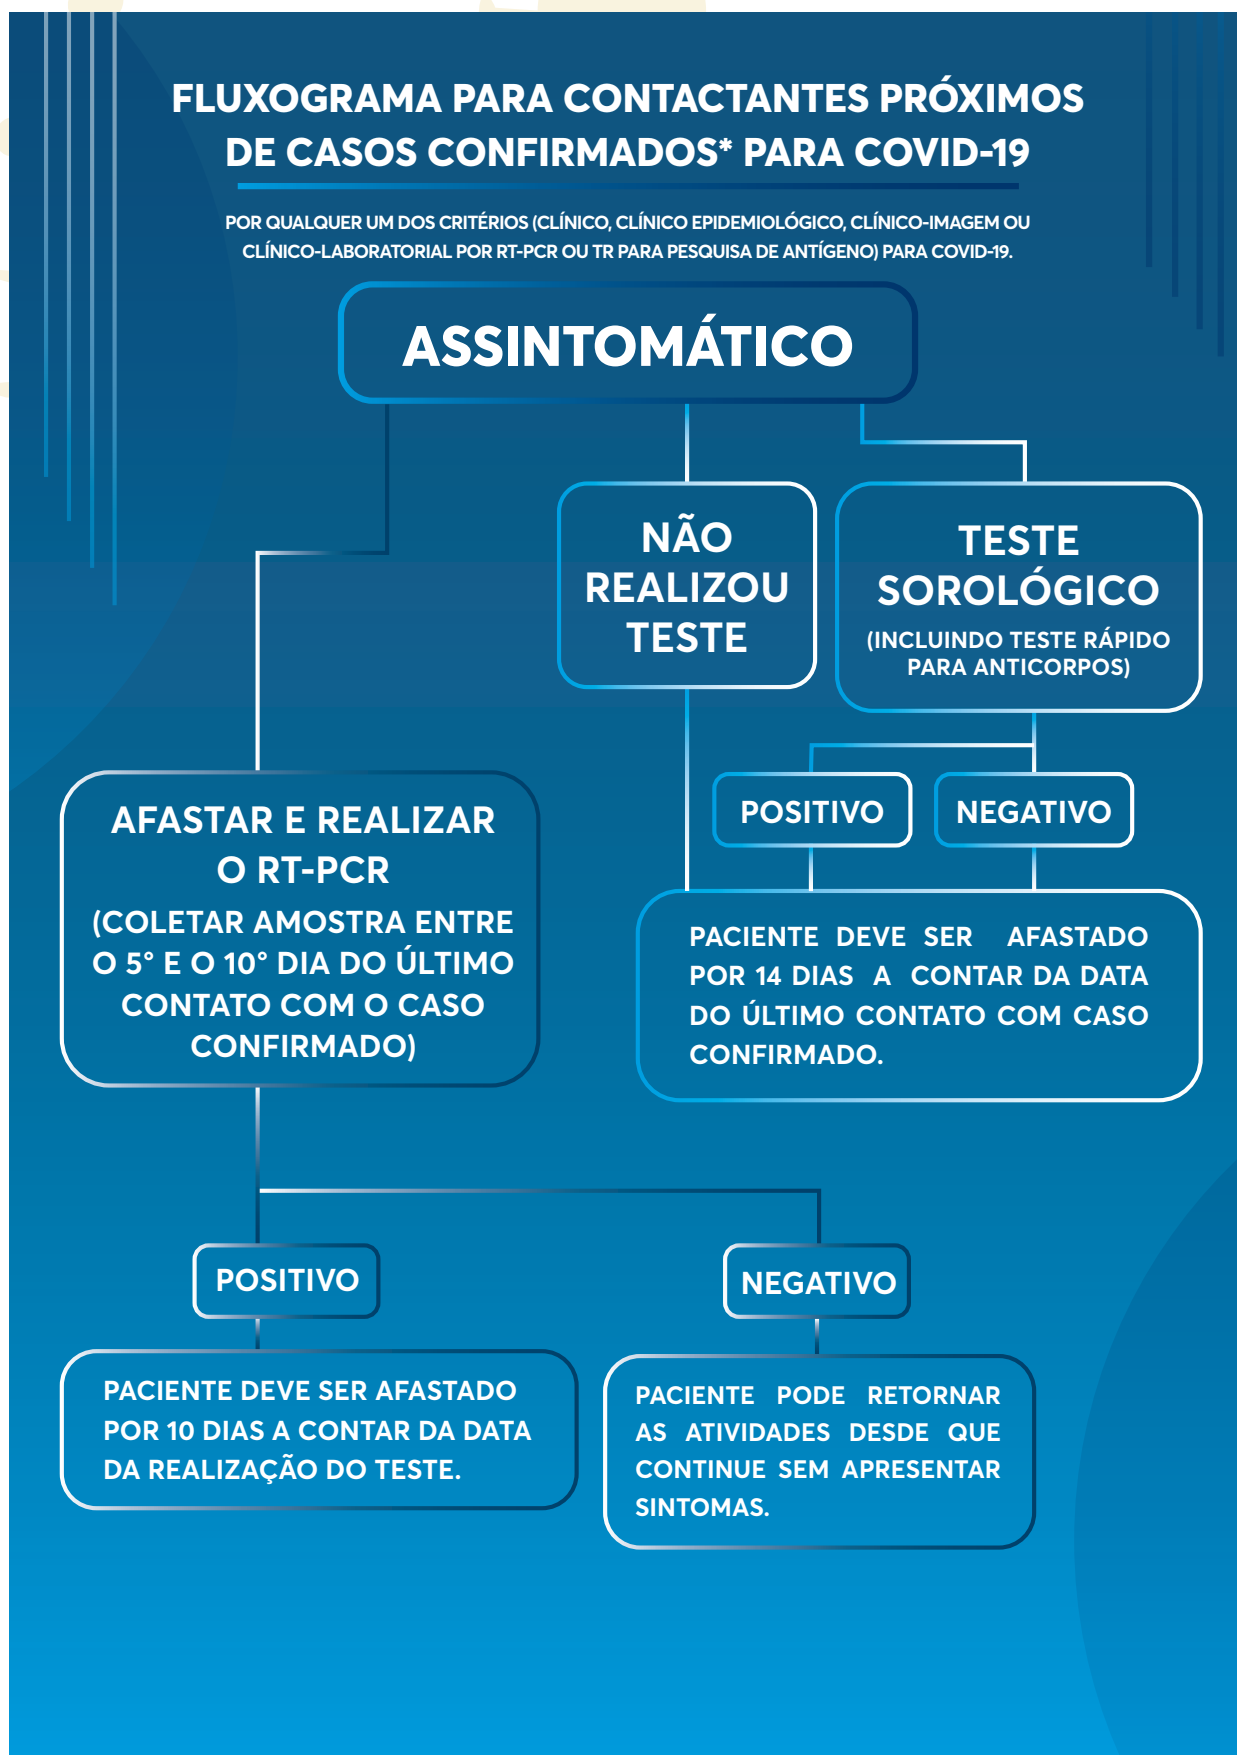 FLUXOGRAMA PARA CONTACTANTES PRÓXIMOS
DE CASOS CONFIRMADOS* PARA COVID-19
POR QUALQUER UM DOS CRITÉRIOS (CLÍNICO, CLÍNICO EPIDEMIOLÓGICO, CLÍNICO-IMAGEM OU
CLÍNICO-LABORATORIAL POR RT-PCR OU TR PARA PESQUISA DE ANTÍGENO) PARA COVID-19.
ASSINTOMÁTICO
NÃO
REALIZOU
TESTE
TESTE
SOROLÓGICO
(INCLUINDO TESTE RÁPIDO
PARA ANTICORPOS)
POSITIVO
NEGATIVO
PACIENTE DEVE SER AFASTADO
POR 14 DIAS A CONTAR DA DATA
DO ÚLTIMO CONTATO COM CASO
CONFIRMADO.
AFASTAR E REALIZAR
O RT-PCR
(COLETAR AMOSTRA ENTRE
O 5° E O 10° DIA DO ÚLTIMO
CONTATO COM O CASO
CONFIRMADO)
POSITIVO
NEGATIVO
PACIENTE DEVE SER AFASTADO
POR 10 DIAS A CONTAR DA DATA
DA REALIZAÇÃO DO TESTE.
PACIENTE PODE RETORNAR
AS ATIVIDADES DESDE QUE
CONTINUE SEM APRESENTAR
SINTOMAS.